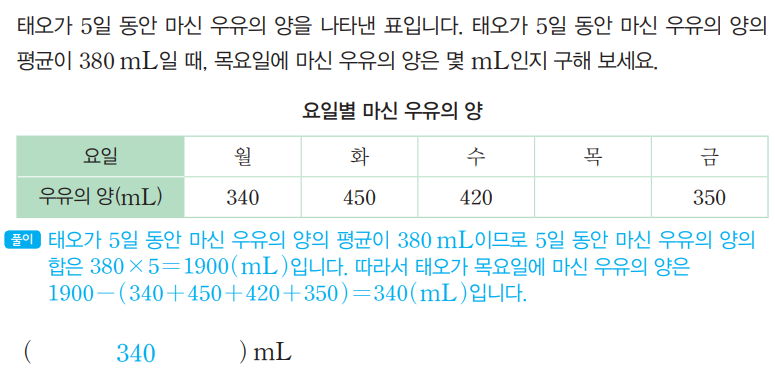 태오가 5일 동안 마신 우유의 양을 나타낸 표입니다. 태오가 5일 동안 마신 우유의 양의
평균이 380 mL일 때, 목요일에 마신 우유의 양은 몇 mL인지 구해 보세요.
요일별 마신 우유의 양
요일 월 화 수 목 금
우유의 양(mL) 340 450 420 350
풀이 태오가 5일 동안 마신 우유의 양의 평균이 380 mL이므로 5일 동안 마신 우유의 양의
합은 380×5=1900(mL)입니다. 따라서 태오가 목요일에 마신 우유의 양은
1900-(340+450+420+350)=340(mL)입니다.
( 340 ) mL